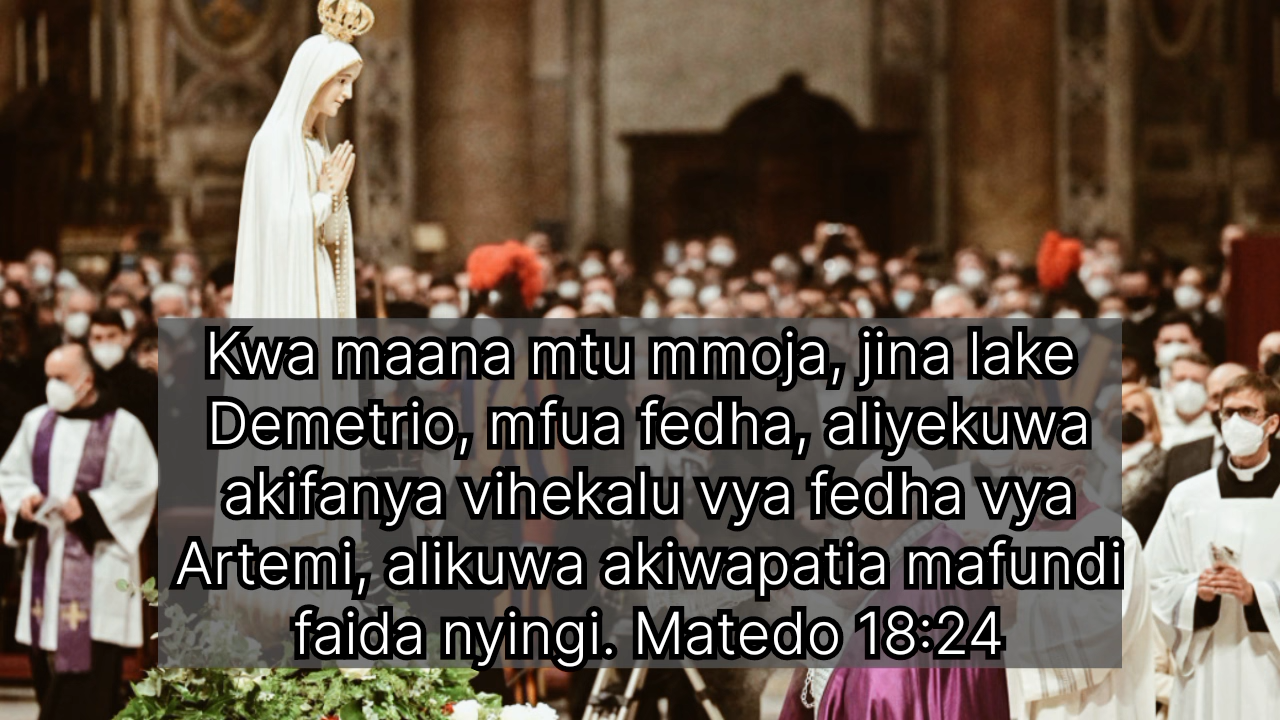 Kwa maana mtu mmoja, jina lake
Demetrio, mfua fedha, aliyekuwa
akifanya vihekalu vya fedha vya
Artemi, alikuwa akiwapatia mafundi
faida nyingi. Matedo 18:24